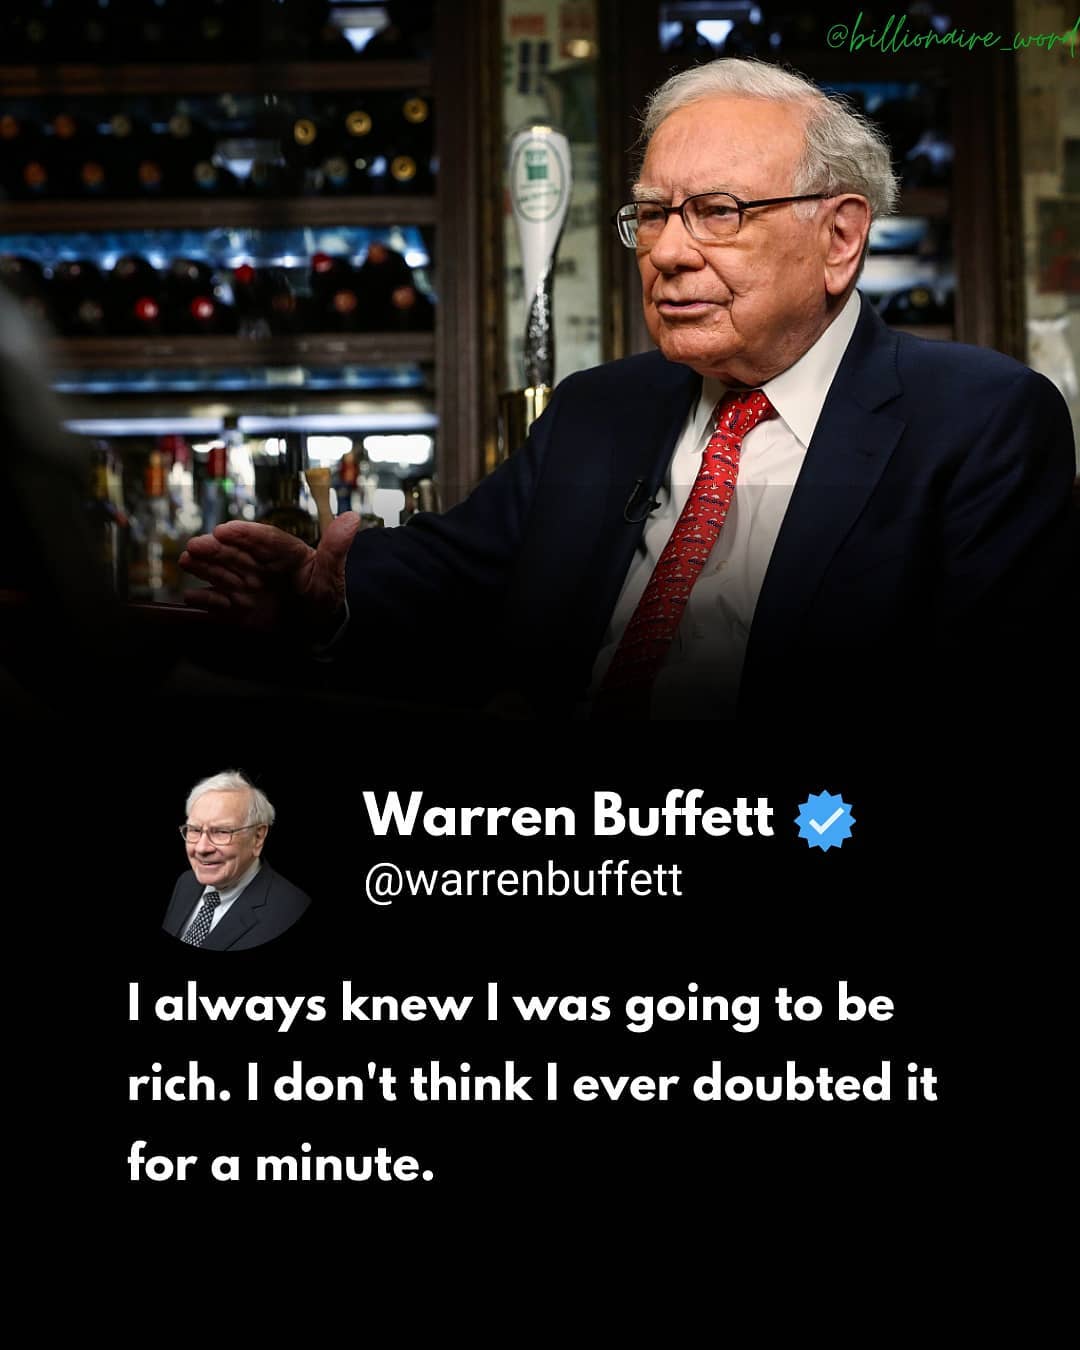 @billionaire_word
Warren Buffett
@warrenbuffett
I always knew I was going to be
rich. I don't think I ever doubted it
for a minute.